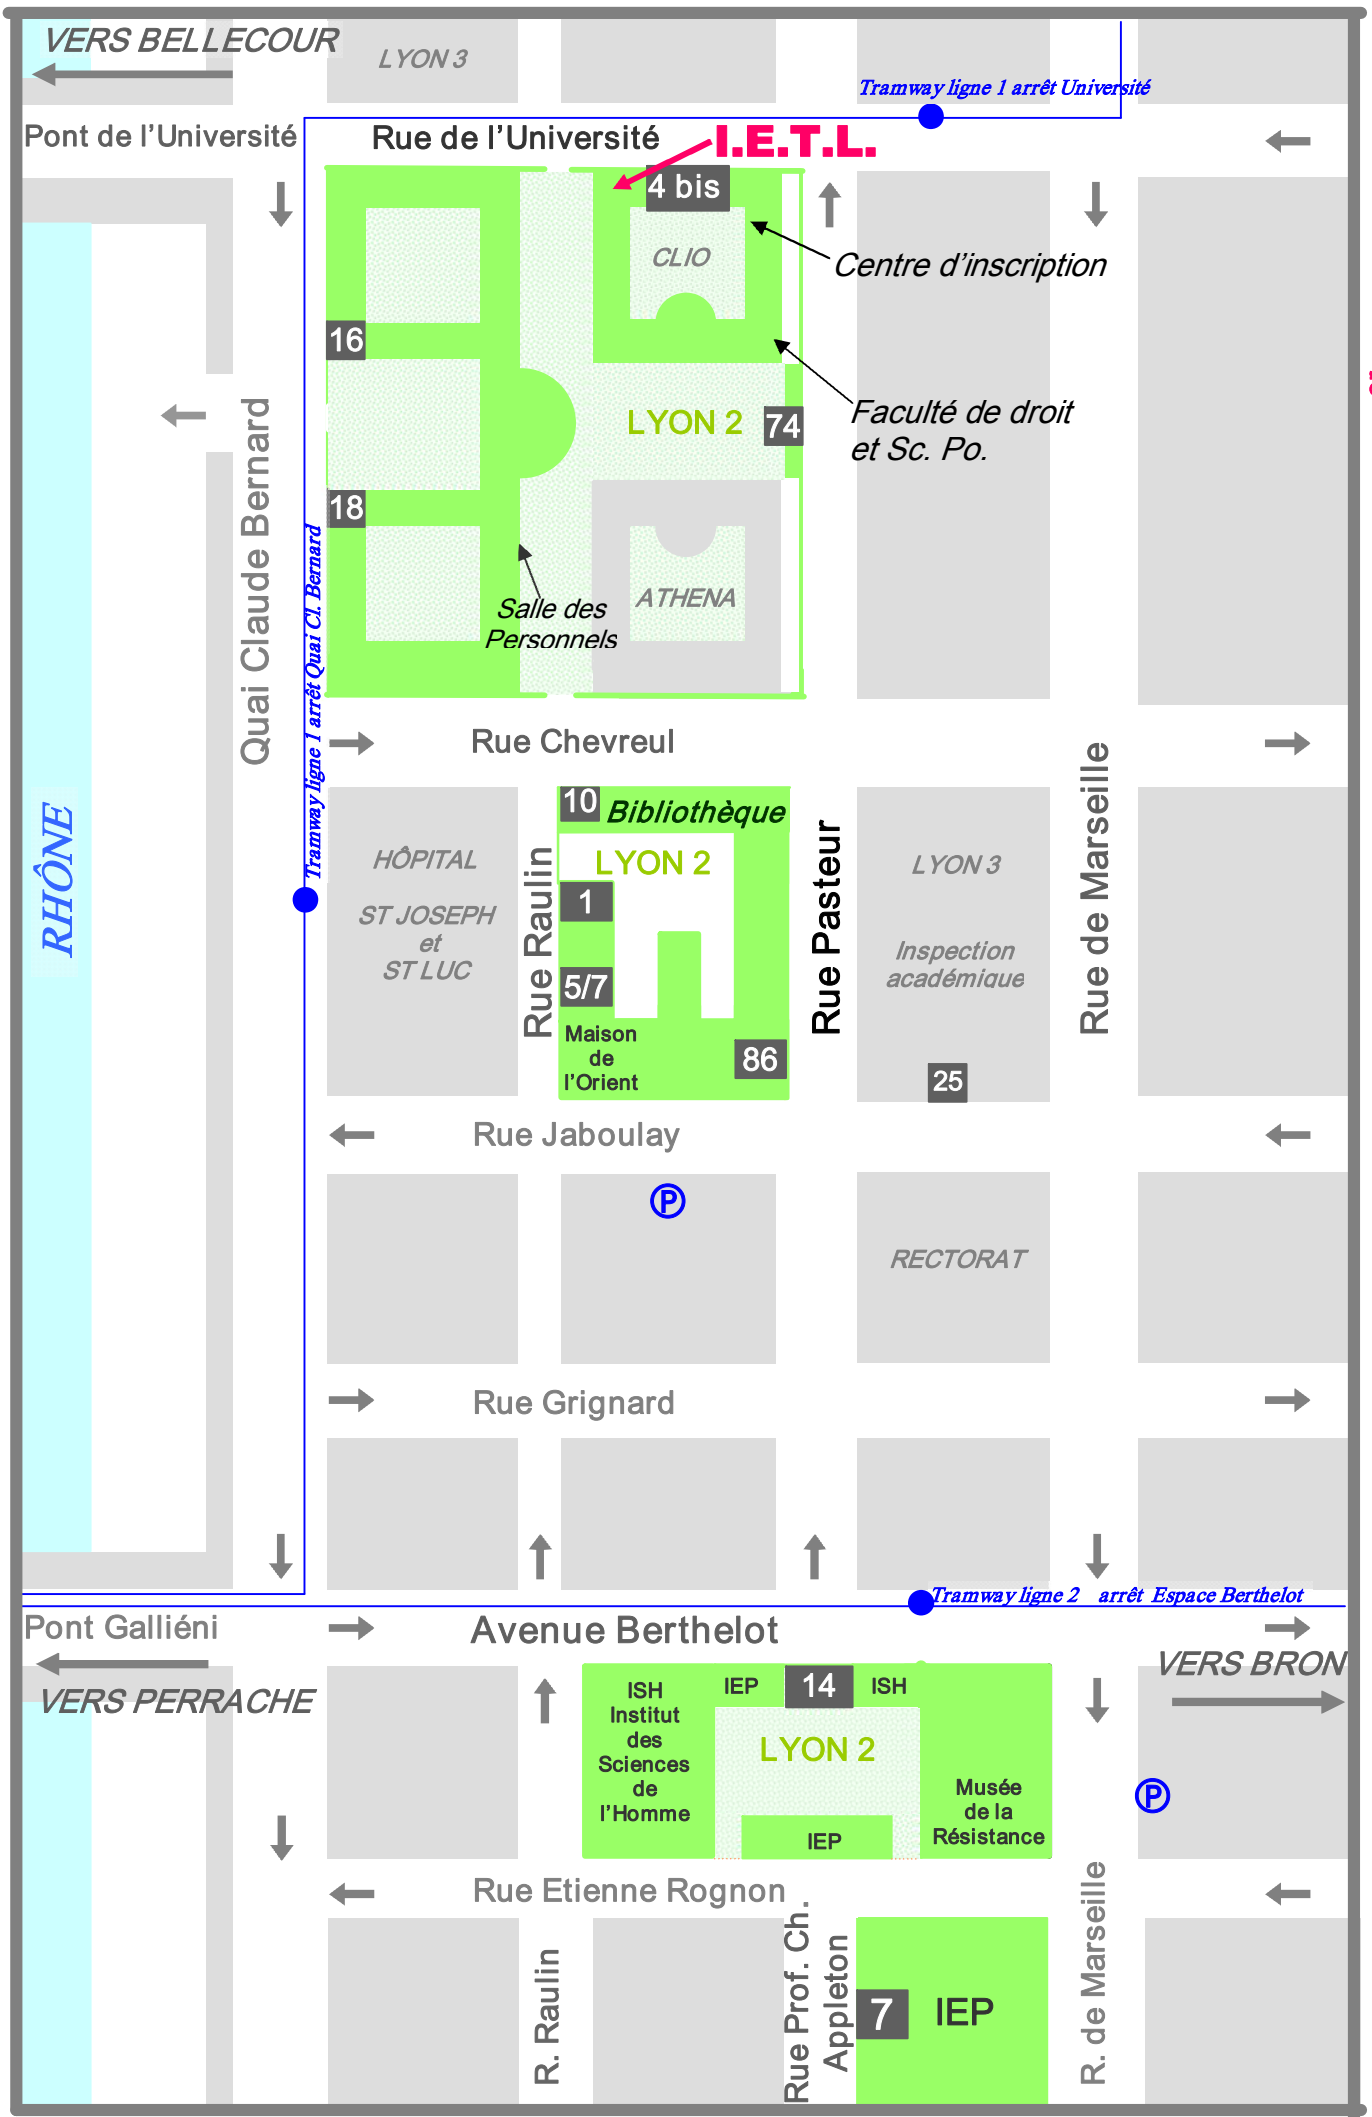 VERS BELLECOUR
LYON 3
Tramway ligne 1 arrêt Université
Pont de l'Université
Rue de l'Université
I.E.T.L.
4 bis
CLIO
Centre d'inscription
16
LYON 2
74
Faculté de droit
et Sc. Po.
18
Quai Claude Bernard
Tramway ligne 1 arrêt Quai Cl. Bernard
Salle des
Personnels
ATHENA
Rue Chevreul
RHÔNE
10
Bibliothèque
LYON 2
HÔPITAL
ST JOSEPH
et
ST LUC
Rue Raulin
1
5/7
Maison
de
l'Orient
86
Rue Pasteur
LYON 3
Inspection
académique
25
Rue de Marseille
Rue Jaboulay
P
RECTORAT
Rue Grignard
Tramway ligne 2 arrêt Espace Berthelot
Pont Galliéni
Avenue Berthelot
VERS BRON
VERS PERRACHE
ISH
Institut
des
Sciences
de
l'Homme
IEP
14
ISH
LYON 2
IEP
Musée
de la
Résistance
P
Rue Etienne Rognon
R. Raulin
Rue Prof. Ch.
Appleton
7
IEP
R. de Marseille